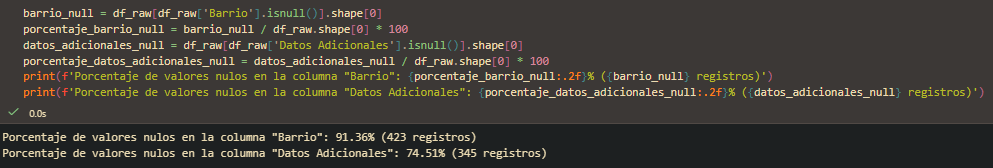 barrio_null = df_raw[df_raw['Barrio'].isnull()].shape[0]
porcentaje_barrio_null = barrio_null / df_raw.shape[0] * 100
datos_adicionales_null = df_raw[df_raw['Datos Adicionales'].isnull()].shape[0]
porcentaje_datos_adicionales_null = datos_adicionales_null / df_raw.shape[0] * 100
print(f'Porcentaje de valores nulos en la columna "Barrio": {porcentaje_barrio_null:.2f}% ({barrio_null} registros)')
print(f'Porcentaje de valores nulos en la columna "Datos Adicionales": {porcentaje_datos_adicionales_null:.2f}% ({datos_adicionales_null} registros)')
✓ 0.0s
Porcentaje de valores nulos en la columna "Barrio": 91.36% (423 registros)
Porcentaje de valores nulos en la columna "Datos Adicionales": 74.51% (345 registros)